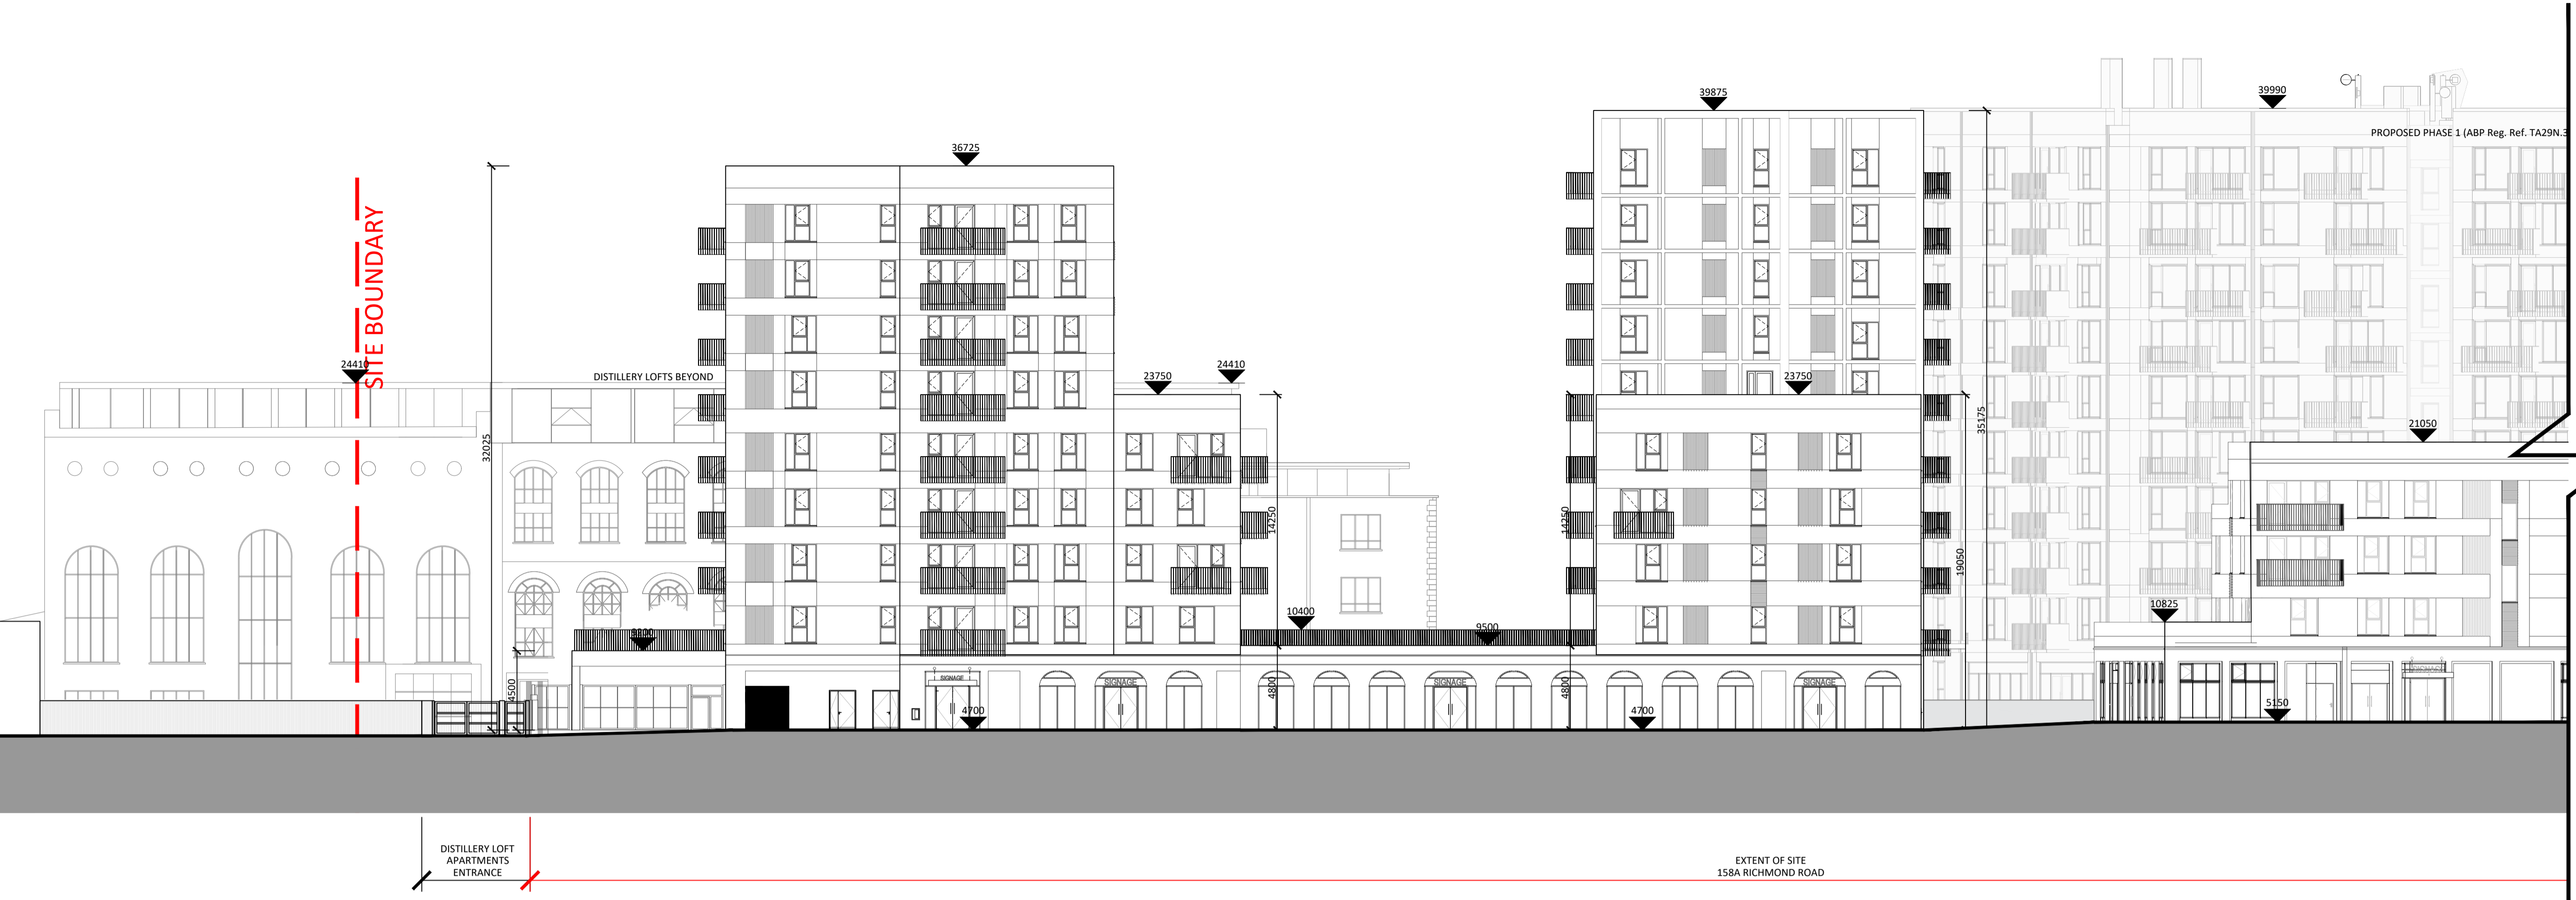 39990
39875
PROPOSED PHASE 1 (ABP Reg. Ref. TA29N.3
36725
SITE BOUNDARY
24410
DISTILLERY LOFTS BEYOND
23750
24410
23750
35175
21050
32025
14250
14250
19050
10825
10400
9500
4500
SIGNAGE
SIGNAGE
SIGNAGE
SIGNAGE
SIGNAGE
4800
4800
4700
4700
5150
DISTILLERY LOFT
APARTMENTS
ENTRANCE
EXTENT OF SITE
158A RICHMOND ROAD